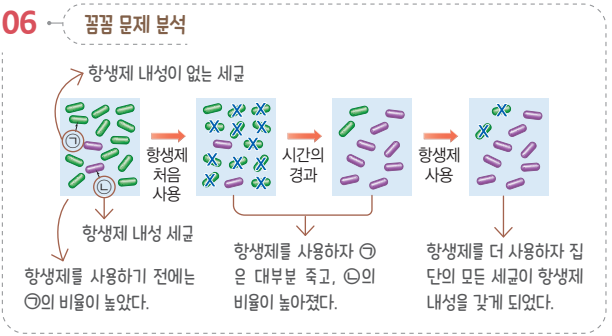 06
꼼꼼 문제 분석
항생제 내성이 없는 세균
㉠
㉡
항생제
처음
사용
시간의
경과
항생제
사용
항생제 내성 세균
항생제를 사용하기 전에는
㉠의 비율이 높았다.
항생제를 사용하자 ㉠
은 대부분 죽고, ㉡의
비율이 높아졌다.
항생제를 더 사용하자 집
단의 모든 세균이 항생제
내성을 갖게 되었다.